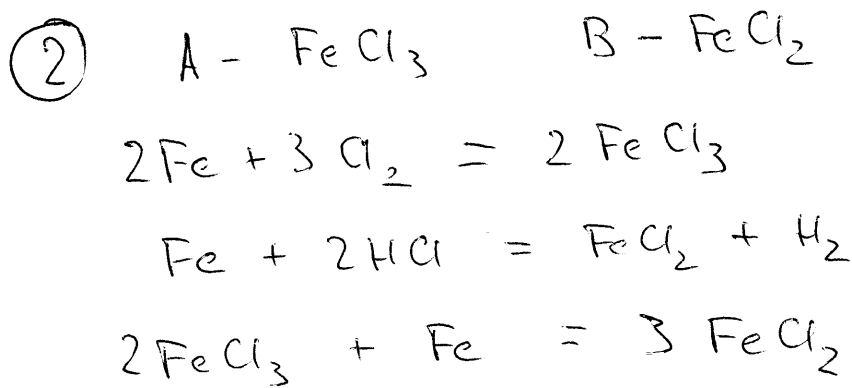 2 A - FeCl₃ B - FeCl₂
2Fe + 3Cl₂ = 2FeCl₃
Fe + 2HCl = FeCl₂ + H₂
2FeCl₃ + Fe = 3FeCl₂